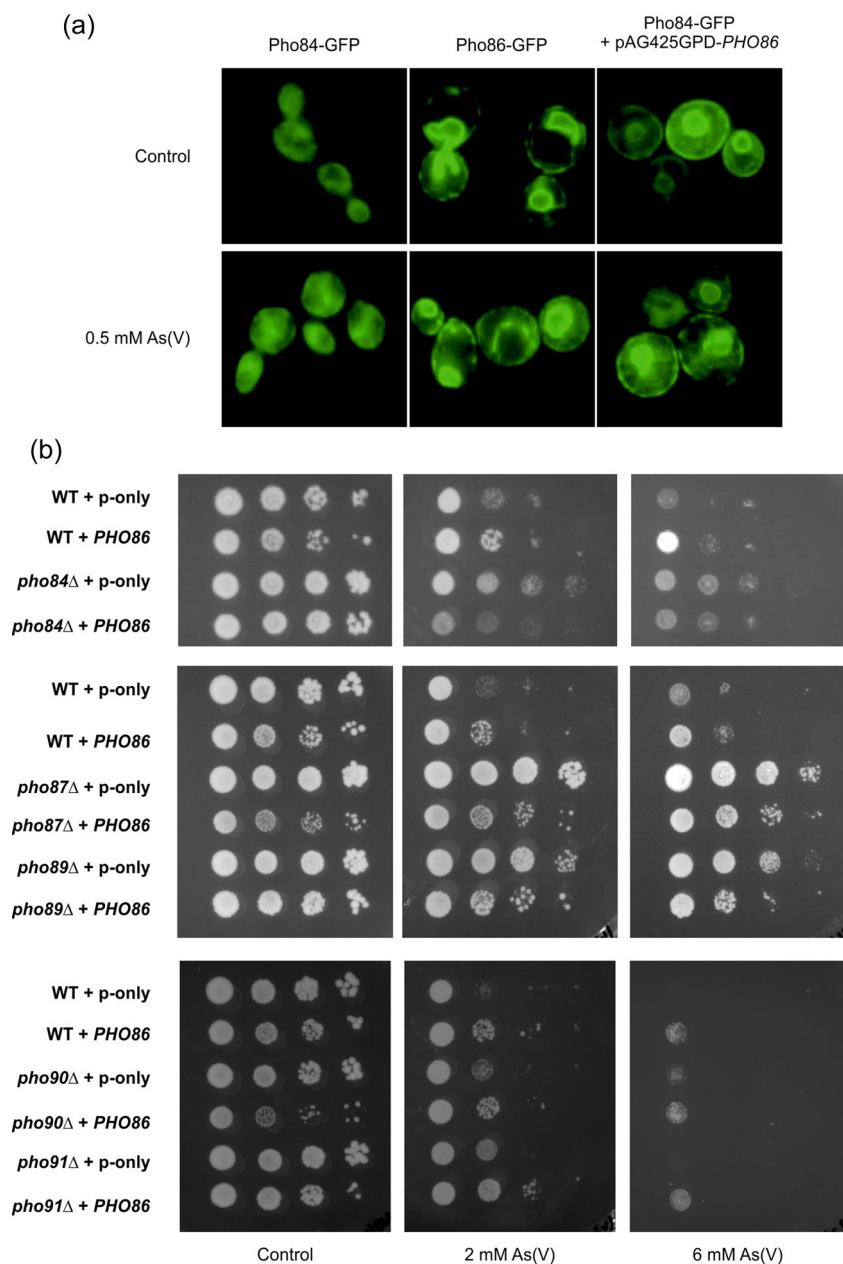 (a)
Pho84-GFP
Pho86-GFP
Pho84-GFP
+ pAG425GPD-PHO86
Control
0.5 mM As(V)
(b)
WT + p-only
WT + PHO86
pho84Δ + p-only
pho84Δ + PHO86
WT + p-only
WT + PHO86
pho87Δ + p-only
pho87Δ + PHO86
pho89Δ + p-only
pho89Δ + PHO86
WT + p-only
WT + PHO86
pho90Δ + p-only
pho90Δ + PHO86
pho91Δ + p-only
pho91Δ + PHO86
Control
2 mM As(V)
6 mM As(V)